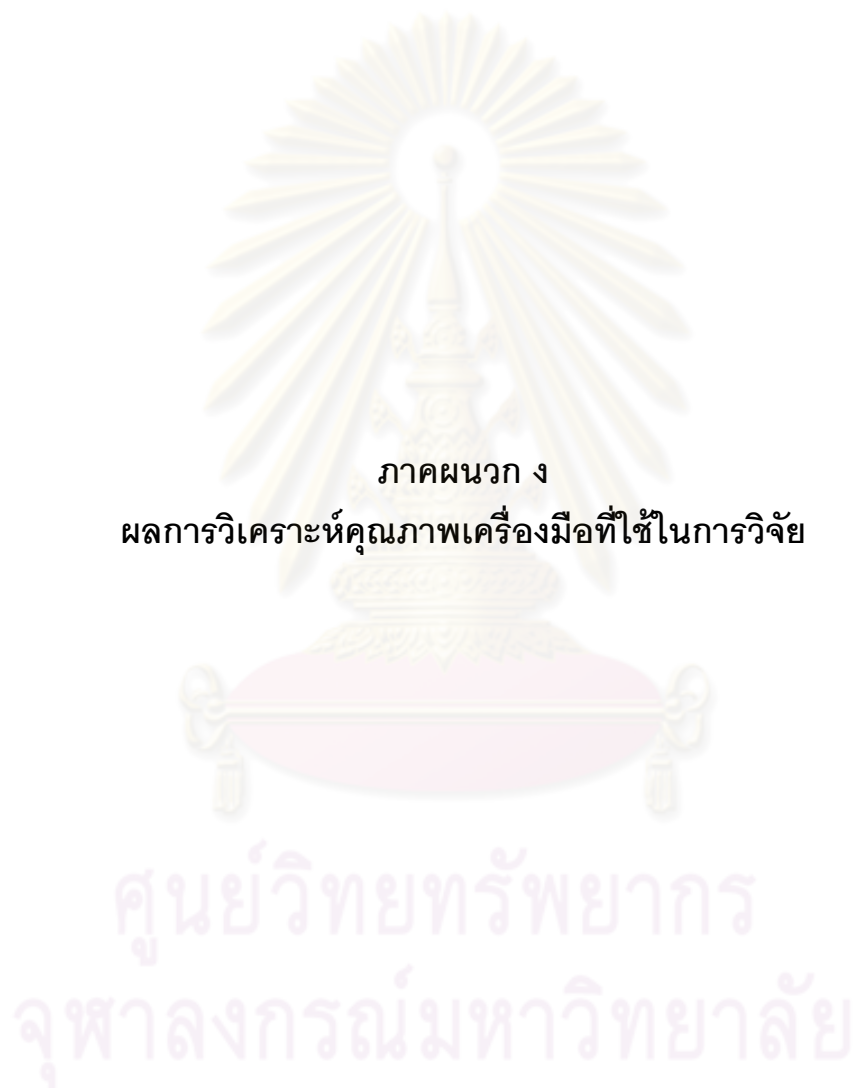 ภาคผนวก ง
ผลการวิเคราะห์คุณภาพเครื่องมือที่ใช้ในการวิจัย
ศูนย์วิทยทรัพยากร
จุฬาลงกรณ์มหาวิทยาลัย